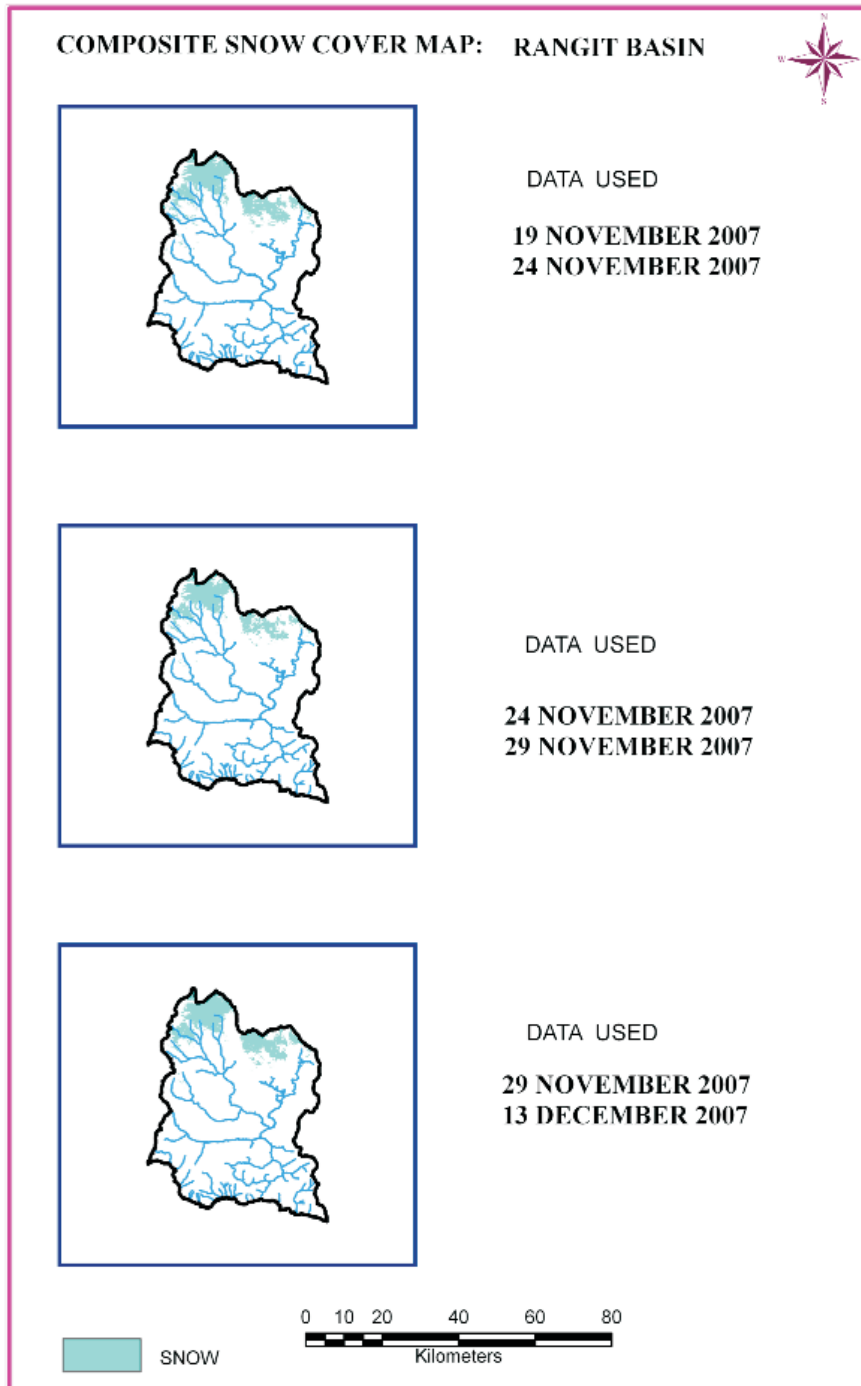 COMPOSITE SNOW COVER MAP: RANGIT BASIN
N
W E
S
DATA USED
19 NOVEMBER 2007
24 NOVEMBER 2007
DATA USED
24 NOVEMBER 2007
29 NOVEMBER 2007
DATA USED
29 NOVEMBER 2007
13 DECEMBER 2007
0 10 20 40 60 80
Kilometers
SNOW